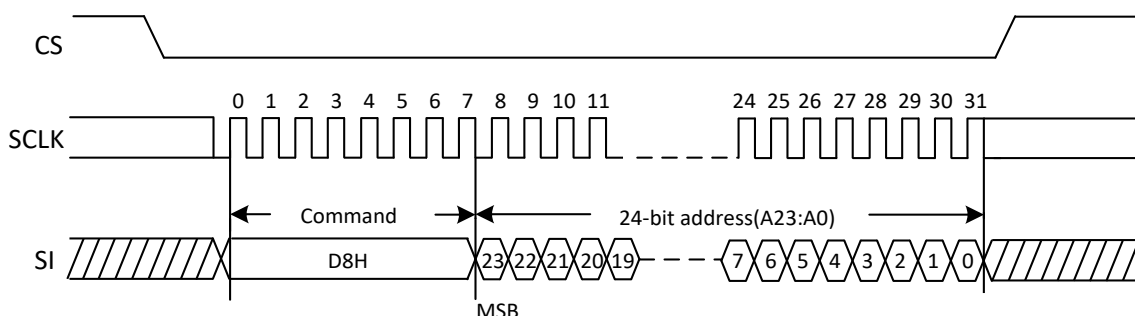 CS
0 1 2 3 4 5 6 7 8 9 10 11 24 25 26 27 28 29 30 31
SCLK
Command 24-bit address(A23:A0)
SI D8H 23 22 21 20 19 7 6 5 4 3 2 1 0
MSB